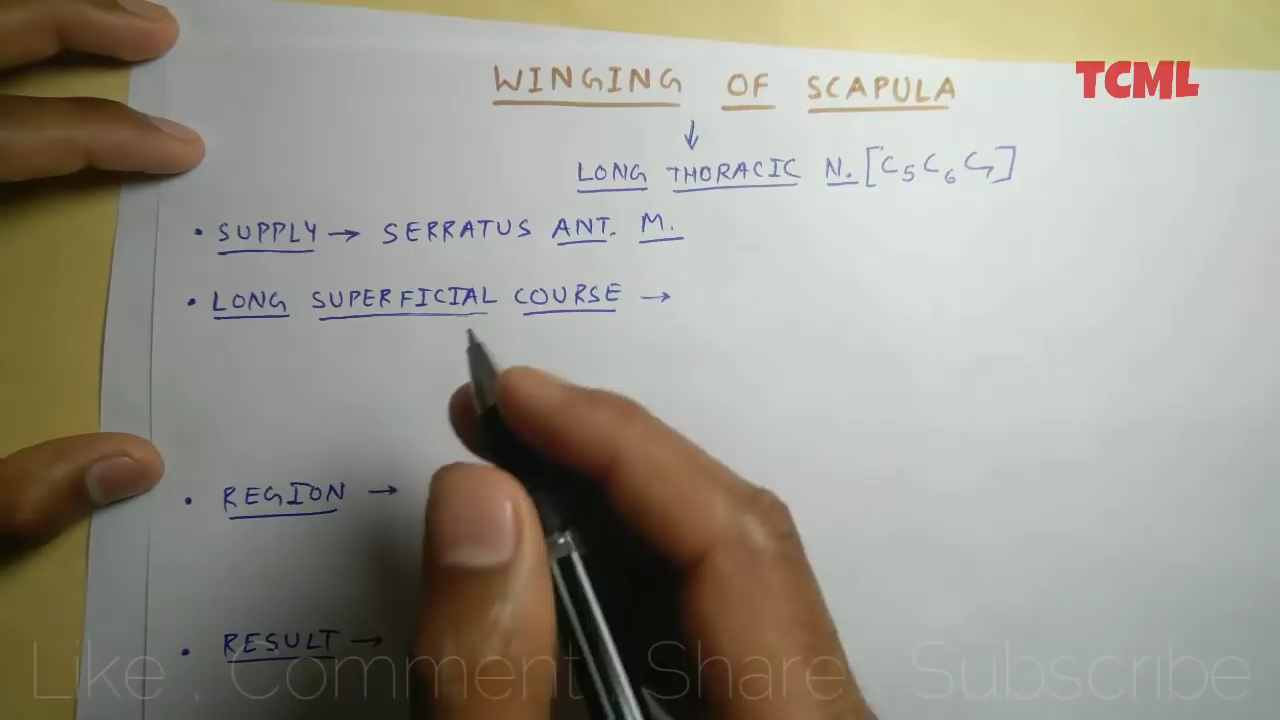 WINGING OF SCAPULA
TCML
↓
LONG THORACIC N. [C5 C6 C7]
• SUPPLY → SERRATUS ANT. M.
• LONG SUPERFICIAL COURSE →
• REGION →
• RESULT →
Like . Comment . Share . Subscribe